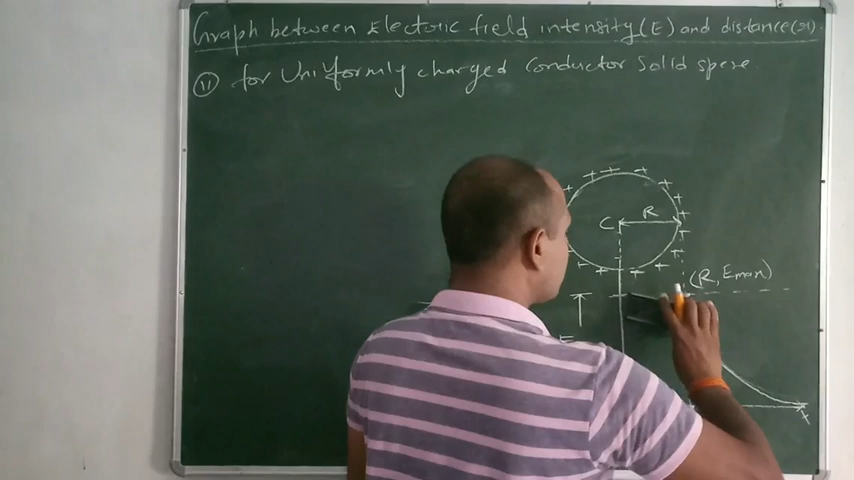 Graph between Electric field intensity (E) and distance (r).
(ii) for Uniformly charged Conductor Solid spere.
+ + + + + + + + + + + + + + +
C R
(R, Emax)
E
r